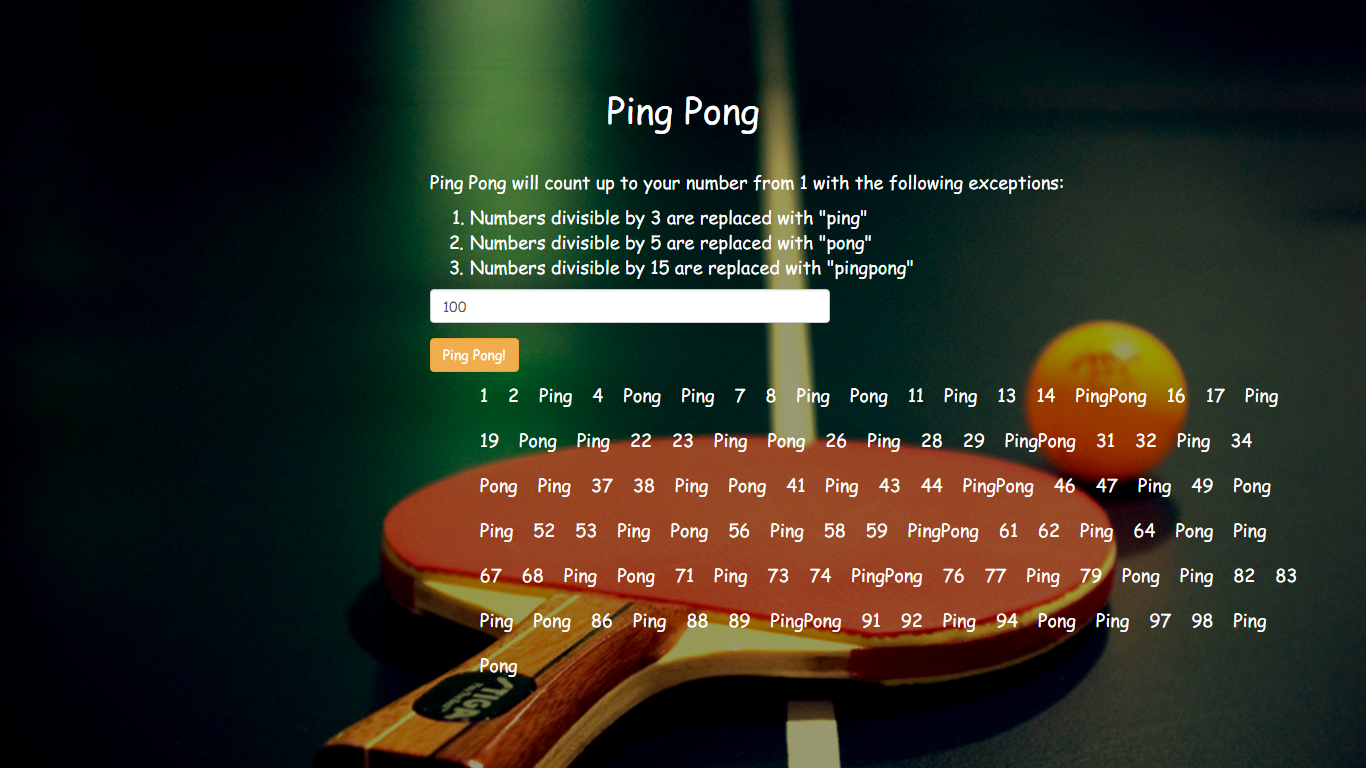 Ping Pong
Ping Pong will count up to your number from 1 with the following exceptions:
1. Numbers divisible by 3 are replaced with "ping"
2. Numbers divisible by 5 are replaced with "pong"
3. Numbers divisible by 15 are replaced with "pingpong"
100
Ping Pong!
1 2 Ping 4 Pong Ping 7 8 Ping Pong 11 Ping 13 14 PingPong 16 17 Ping
19 Pong Ping 22 23 Ping Pong 26 Ping 28 29 PingPong 31 32 Ping 34
Pong Ping 37 38 Ping Pong 41 Ping 43 44 PingPong 46 47 Ping 49 Pong
Ping 52 53 Ping Pong 56 Ping 58 59 PingPong 61 62 Ping 64 Pong Ping
67 68 Ping Pong 71 Ping 73 74 PingPong 76 77 Ping 79 Pong Ping 82 83
Ping Pong 86 Ping 88 89 PingPong 91 92 Ping 94 Pong Ping 97 98 Ping
Pong
STIGA